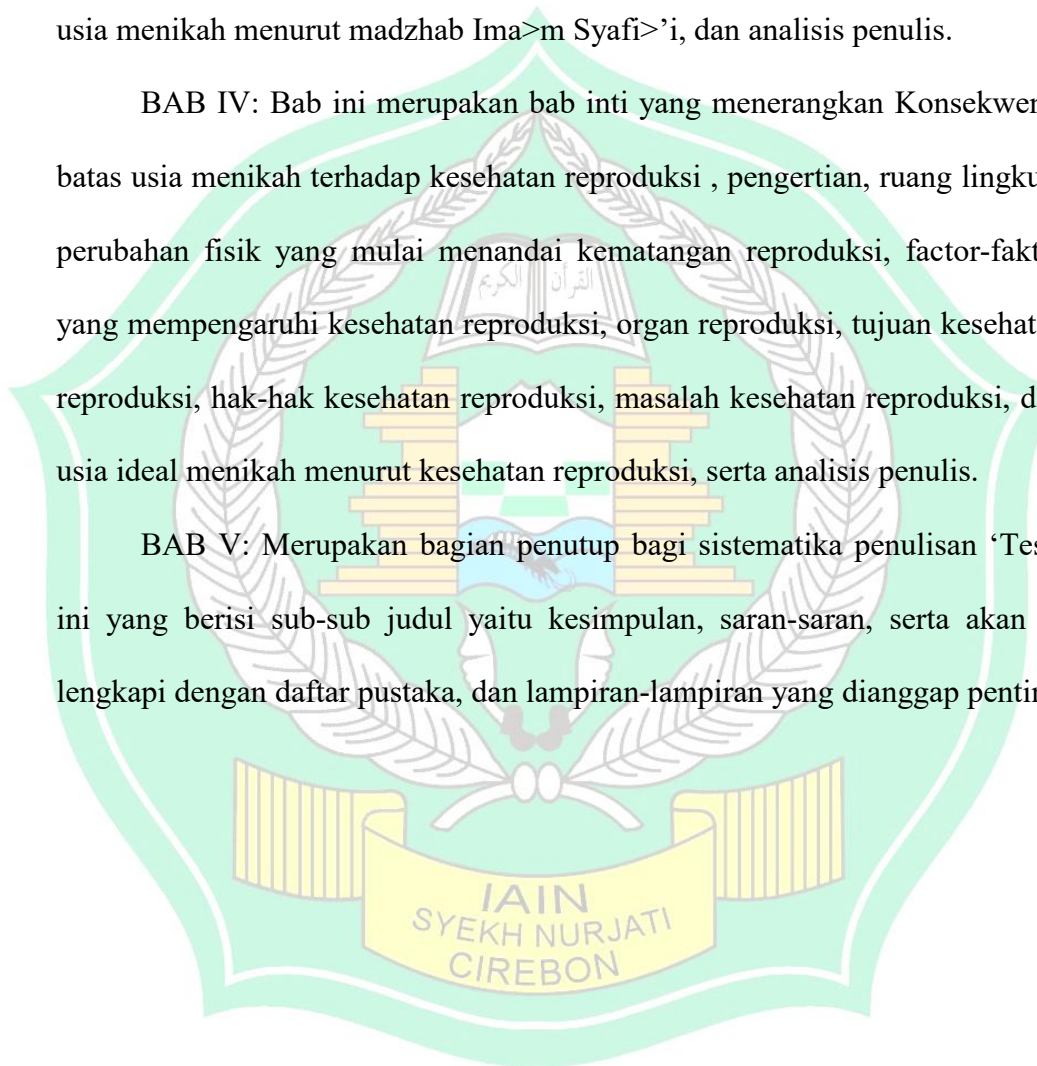 usia menikah menurut madzhab Ima>m Syafi>’i, dan analisis penulis.
BAB IV: Bab ini merupakan bab inti yang menerangkan Konsekwen
batas usia menikah terhadap kesehatan reproduksi , pengertian, ruang lingku
perubahan fisik yang mulai menandai kematangan reproduksi, factor-fakt
yang mempengaruhi kesehatan reproduksi, organ reproduksi, tujuan kesehat
reproduksi, hak-hak kesehatan reproduksi, masalah kesehatan reproduksi, d
usia ideal menikah menurut kesehatan reproduksi, serta analisis penulis.
BAB V: Merupakan bagian penutup bagi sistematika penulisan ‘Tes
ini yang berisi sub-sub judul yaitu kesimpulan, saran-saran, serta akan
lengkapi dengan daftar pustaka, dan lampiran-lampiran yang dianggap pentin
القرآن الكريم
IAIN
SYEKH NURJATI
CIREBON